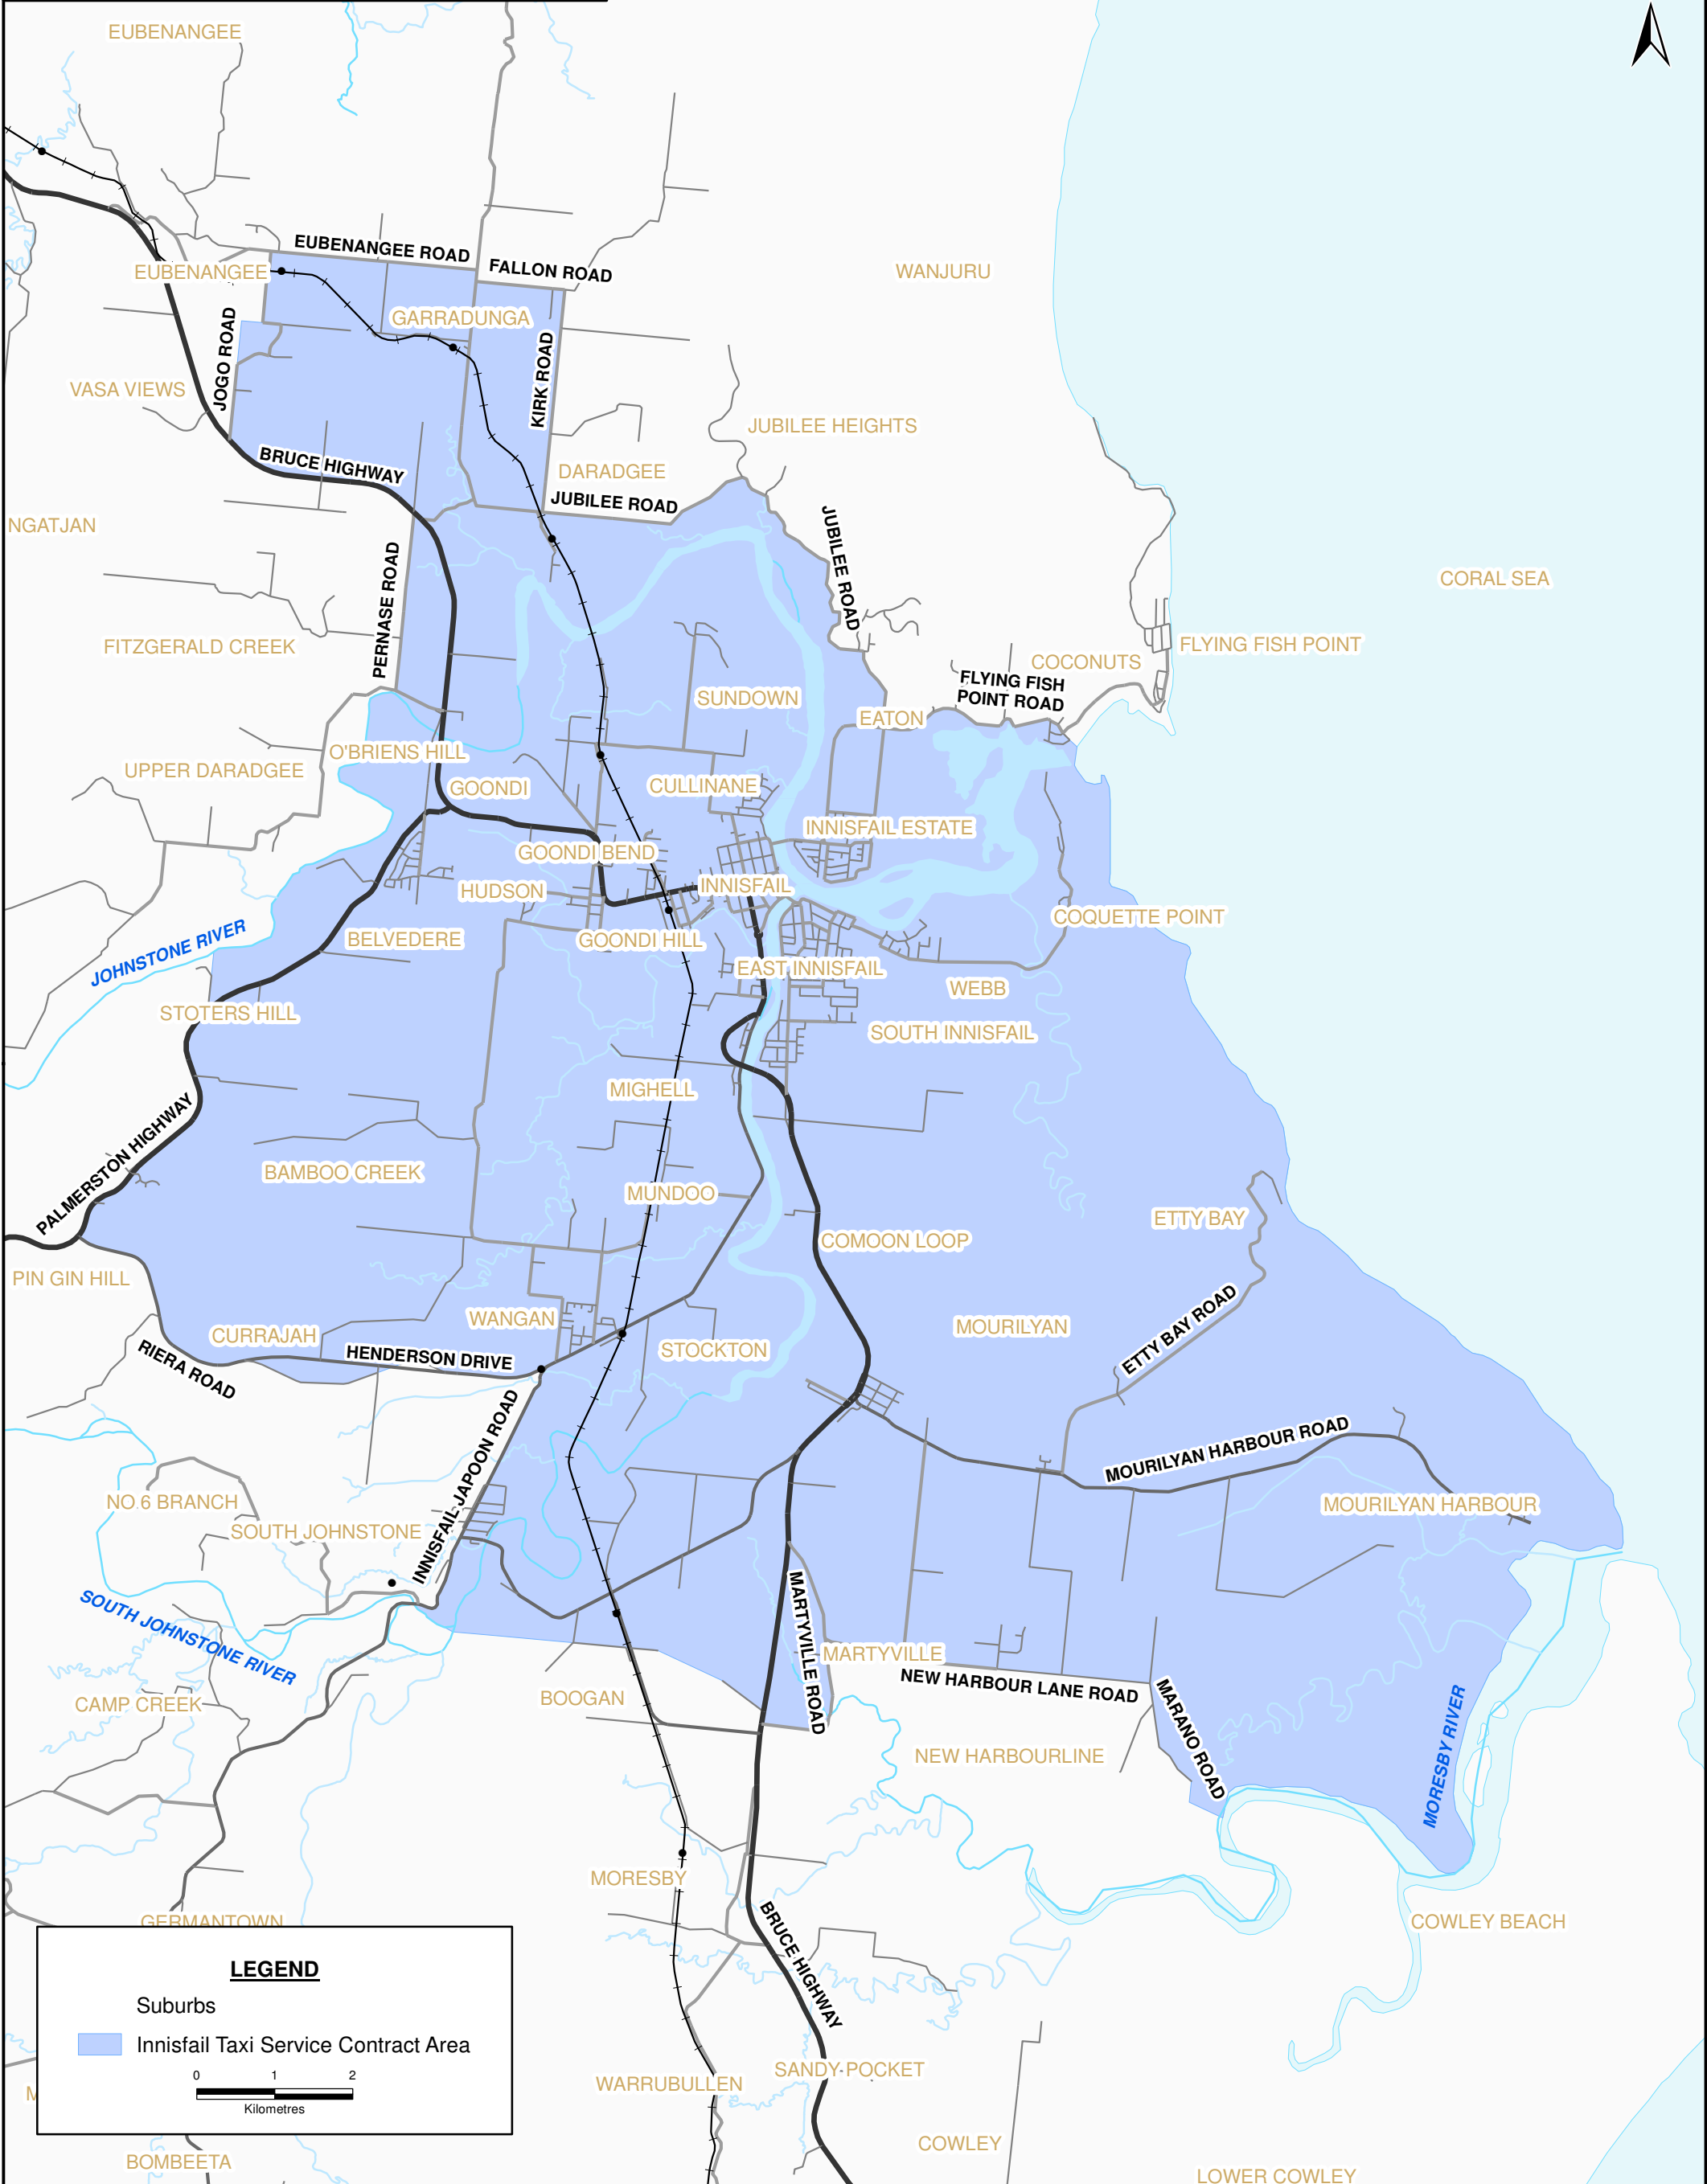 EUBENANGEE
EUBENANGEE ROAD
FALLON ROAD
EUBENANGEE
WANJURU
GARRADUNGA
JOGO ROAD
KIRK ROAD
VASA VIEWS
JUBILEE HEIGHTS
BRUCE HIGHWAY
DARADGEE
JUBILEE ROAD
NGATJAN
JUBILEE ROAD
CORAL SEA
PERNASE ROAD
FITZGERALD CREEK
FLYING FISH POINT
COCONUTS
FLYING FISH
POINT ROAD
SUNDOWN
EATON
O'BRIENS HILL
UPPER DARADGEE
GOONDI
CULLINANE
INNISFAIL ESTATE
GOONDI BEND
HUDSON
INNISFAIL
COQUETTE POINT
JOHNSTONE RIVER
BELVEDERE
GOONDI HILL
EAST INNISFAIL
WEBB
STOTERS HILL
SOUTH INNISFAIL
MIGHELL
PALMERSTON HIGHWAY
BAMBOO CREEK
MUNDOO
ETTY BAY
COMOON LOOP
PIN GIN HILL
WANGAN
MOURILYAN
ETTY BAY ROAD
CURRAJAH
HENDERSON DRIVE
STOCKTON
RIERA ROAD
INNISFAIL JAPOON ROAD
MOURILYAN HARBOUR ROAD
NO.6 BRANCH
MOURILYAN HARBOUR
SOUTH JOHNSTONE
SOUTH JOHNSTONE RIVER
MARTYVILLE ROAD
MARTYVILLE
NEW HARBOUR LANE ROAD
CAMP CREEK
BOOGAN
MARANO ROAD
MORESBY RIVER
NEW HARBOURLINE
MORESBY
GERMANTOWN
COWLEY BEACH
BRUCE HIGHWAY
LEGEND
Suburbs
Innisfail Taxi Service Contract Area
0 1 2
Kilometres
SANDY POCKET
WARRUBULLEN
COWLEY
BOMBEETA
LOWER COWLEY